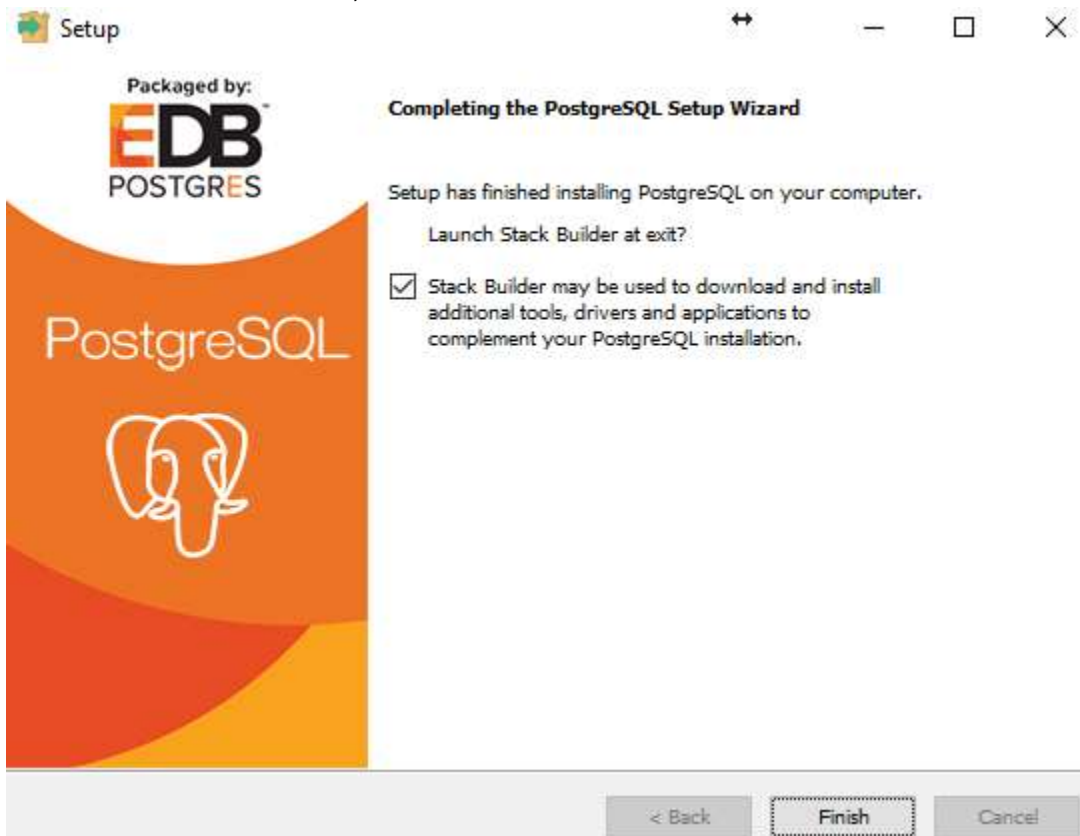 Setup
Packaged by:
EDB™
POSTGRES
PostgreSQL
Completing the PostgreSQL Setup Wizard
Setup has finished installing PostgreSQL on your computer.
Launch Stack Builder at exit?
Stack Builder may be used to download and install
additional tools, drivers and applications to
complement your PostgreSQL installation.
< Back
Finish
Cancel